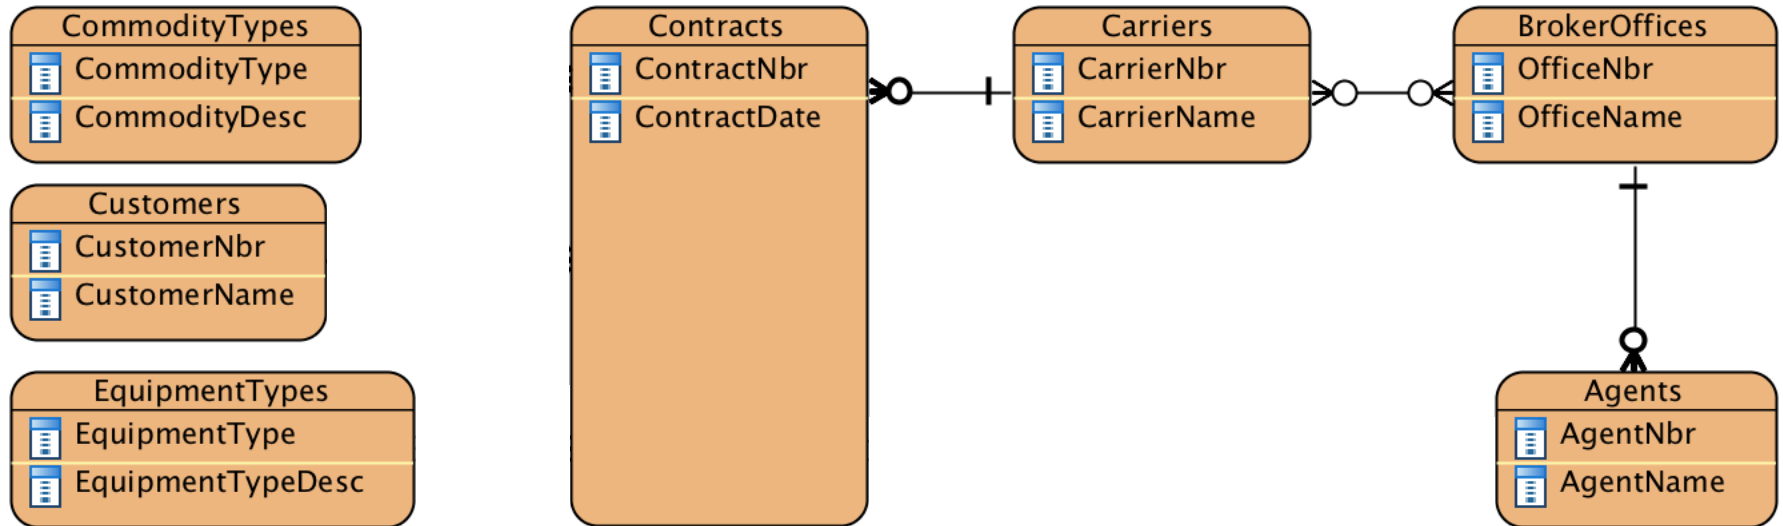 CommodityTypes
CommodityType
CommodityDesc
Customers
CustomerNbr
CustomerName
EquipmentTypes
EquipmentType
EquipmentTypeDesc
Contracts
ContractNbr
ContractDate
Carriers
CarrierNbr
CarrierName
BrokerOffices
OfficeNbr
OfficeName
Agents
AgentNbr
AgentName